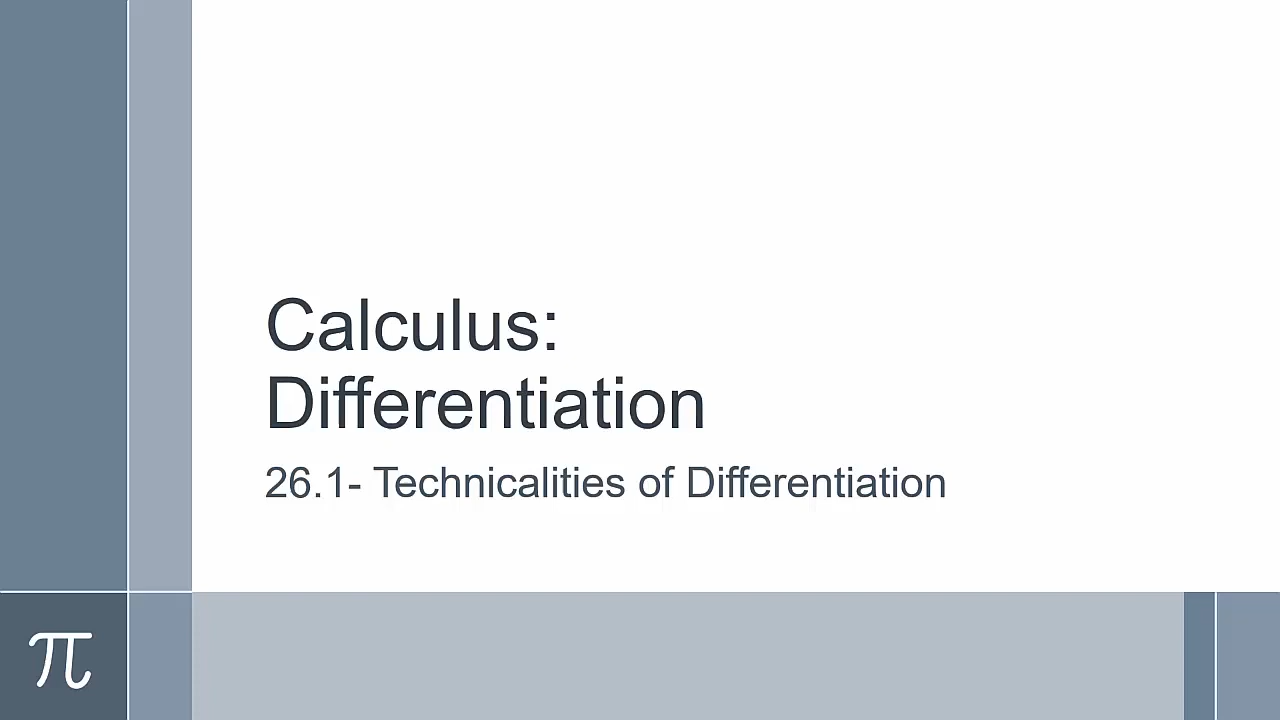 Calculus:
Differentiation
26.1- Technicalities of Differentiation
π